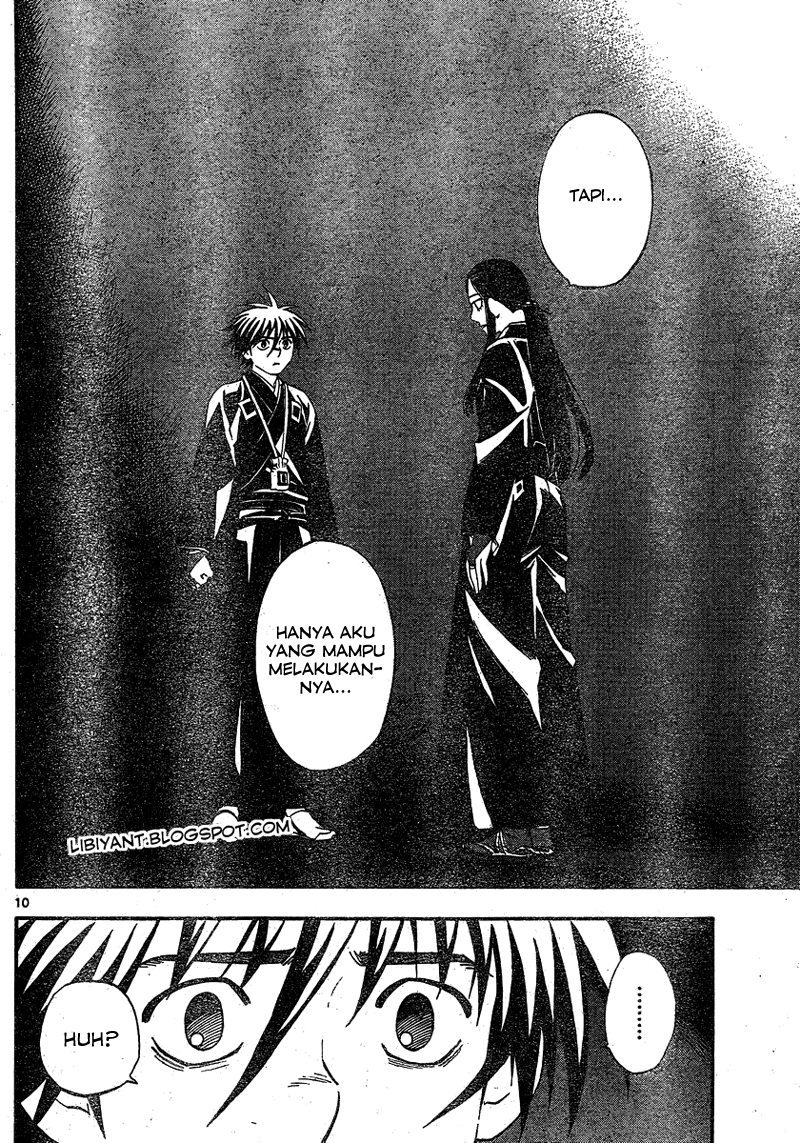 TAPI...
HANYA AKU
YANG MAMPU
MELAKUKAN-
NYA...
LIBIYANT.BLOGSPOT.COM
10
.........
HUH?